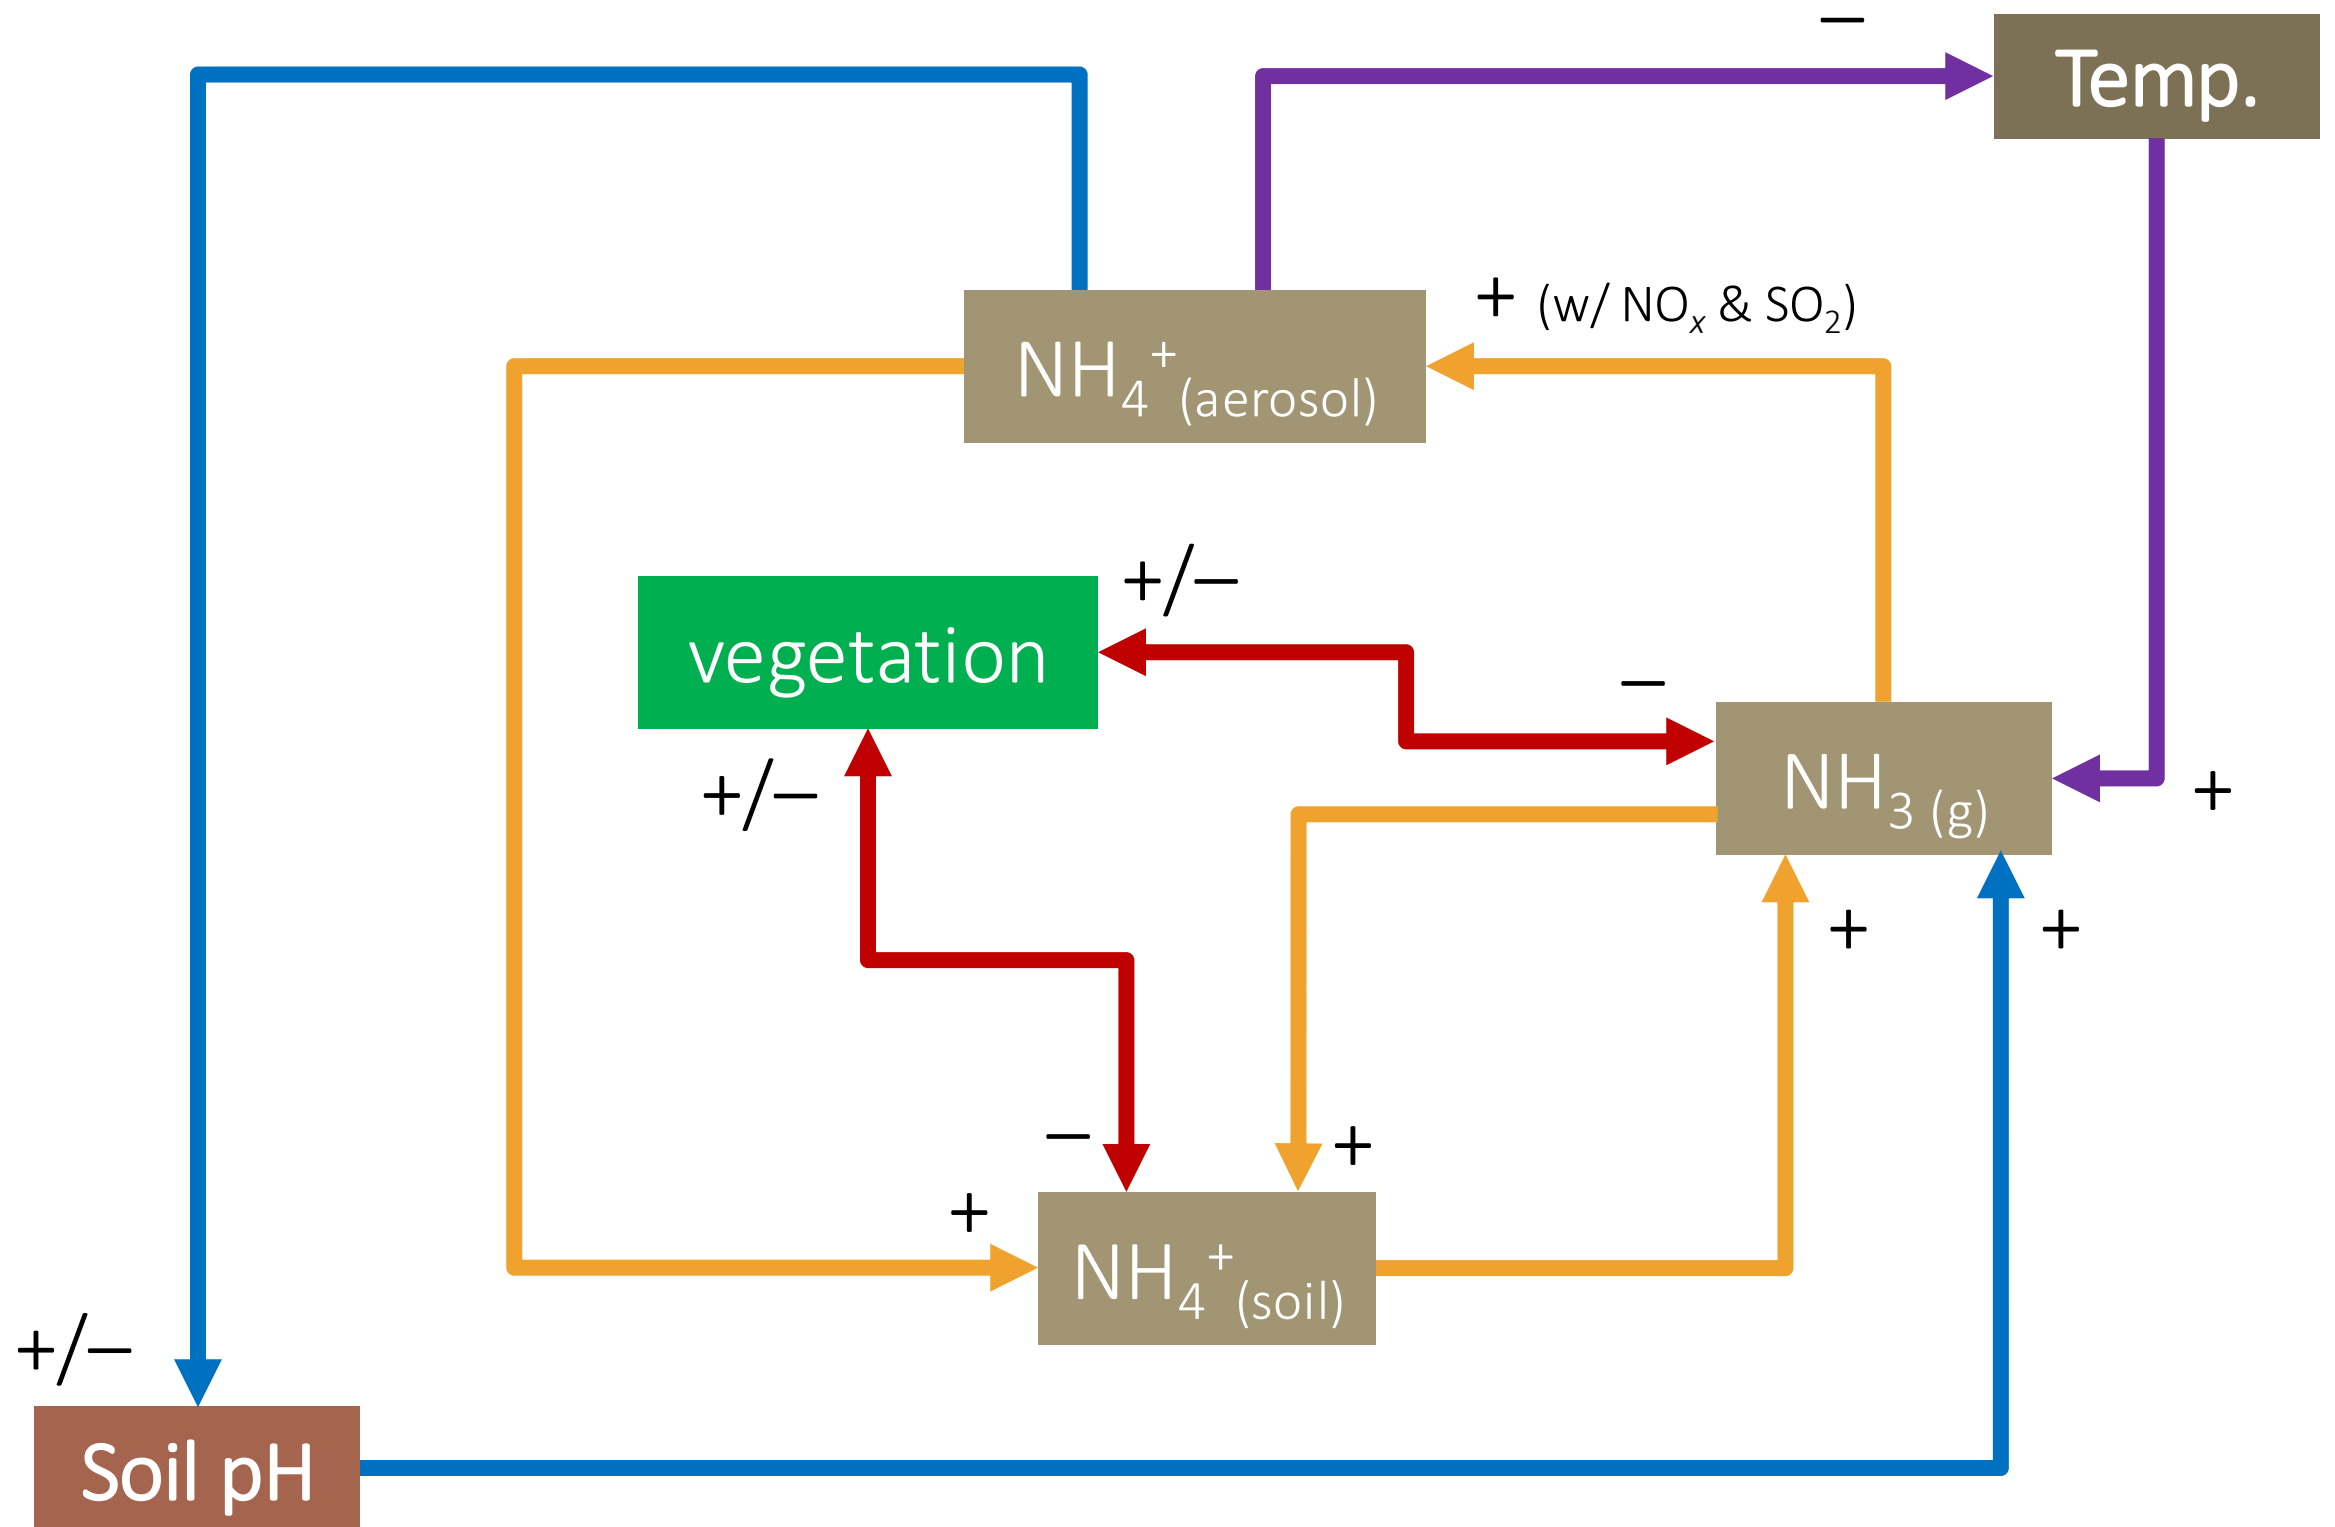 –
Temp.
+ (w/ NOₓ & SO₂)
NH₄⁺(aerosol)
+/–
vegetation
–
+/–
NH₃ (g)
+
+
+
–
+
+
NH₄⁺(soil)
+/–
Soil pH